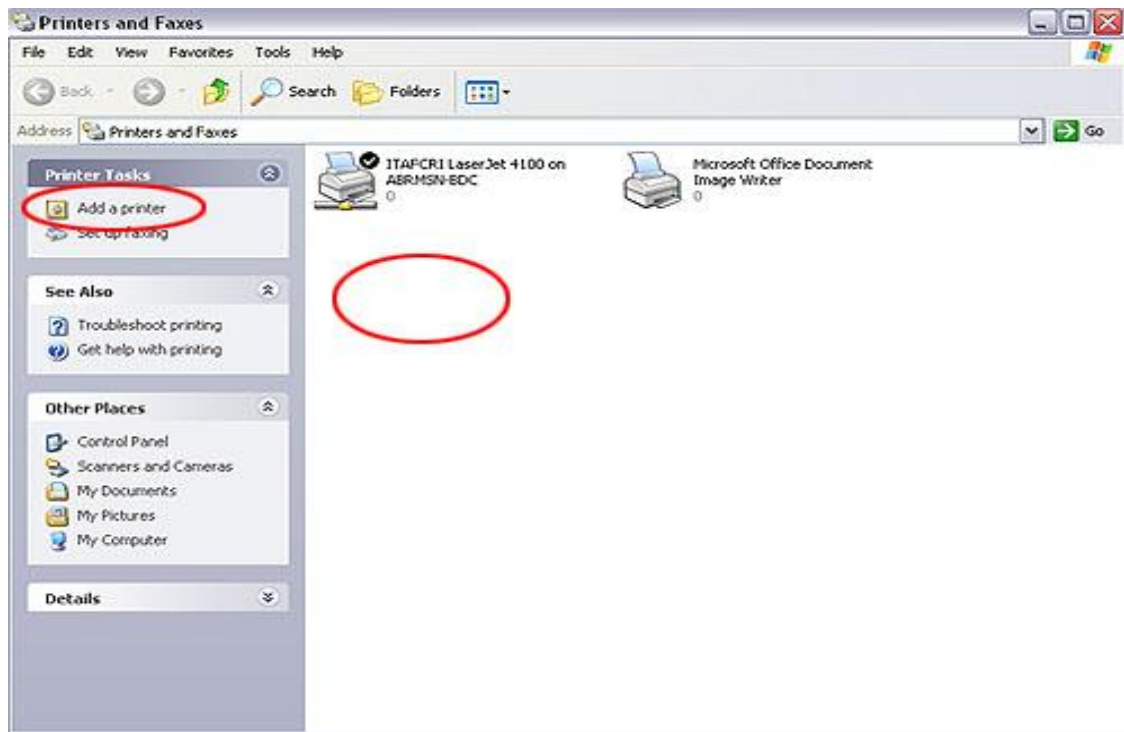 Printers and Faxes
File Edit View Favorites Tools Help
Back Search Folders
Address Printers and Faxes Go
Printer Tasks
Add a printer
Set up faxing
See Also
Troubleshoot printing
Get help with printing
Other Places
Control Panel
Scanners and Cameras
My Documents
My Pictures
My Computer
Details
ITAFCR1 LaserJet 4100 on
ABRMSN-BDC
0
Microsoft Office Document
Image Writer
0